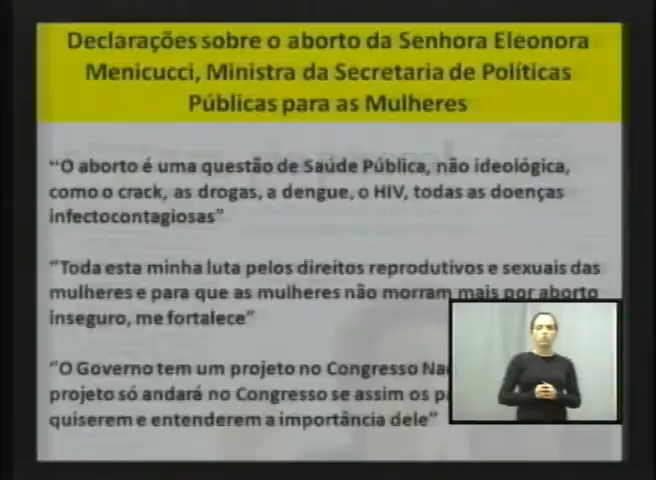 Declarações sobre o aborto da Senhora Eleonora
Menicucci, Ministra da Secretaria de Políticas
Públicas para as Mulheres
“O aborto é uma questão de Saúde Pública, não ideológica,
como o crack, as drogas, a dengue, o HIV, todas as doenças
infectocontagiosas”
“Toda esta minha luta pelos direitos reprodutivos e sexuais das
mulheres e para que as mulheres não morram mais por aborto
inseguro, me fortalece”
“O Governo tem um projeto no Congresso
projeto só andará no Congresso se assim os
quiserem e entenderem a importância dele”